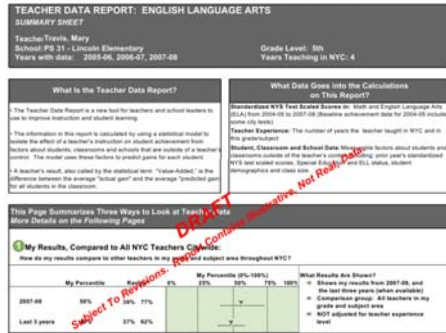 TEACHER DATA REPORT: ENGLISH LANGUAGE ARTS
SUMMARY SHEET
Teacher: Travis, Mary
School: PS 31 - Lincoln Elementary
Grade Level: 5th
Years with data: 2005-06, 2006-07, 2007-08
Years Teaching in NYC: 4
What Is the Teacher Data Report?
• The Teacher Data Report is a new tool for teachers and school leaders to
use to improve instruction and student learning.
• The information in this report is calculated by using a statistical model to
isolate the effect of a teacher's instruction on student achievement from
factors about students, classrooms and schools that are outside of a teacher's
control. The model uses these factors to predict gains for each student.
• A teacher's result, also called by the statistical term "Value-Added," is the
difference between the average "actual gain" and the average "predicted gain"
for all students in the classroom.
What Data Goes into the Calculations
on This Report?
Standardized NYS Test Scaled Scores in: Math and English Language Arts
(ELA) from 2004-05 to 2007-08 (Baseline achievement data for 2004-05 include
some city tests)
Teacher Experience: The number of years the teacher taught in NYC and in
this grade/subject
Student, Classroom and School Data: factors about students and
classrooms outside of the teacher's prior year's standardized
NYS test scaled scores, Special and ELL status, student
demographics and class size
DRAFT
Subject To Revisions. Report Contains Illustrative, Not Real, Data.
This Page Summarizes Three Ways to Look at Teacher Data
More Details on the Following Pages
1 My Results, Compared to All NYC Teachers Citywide:
How do my results compare to other teachers in my grade and subject area throughout NYC?
My Percentile
My Percentile (0%-100%)
0% 25% 50% 75% 100%
2007-08 58% 39% 77%
Last 3 years 37% 62%
What Results Are Shown?
Shows my results from 2007-08, and
the last three years (when available)
Comparison group: All teachers in my
grade and subject area
NOT adjusted for teacher experience
level